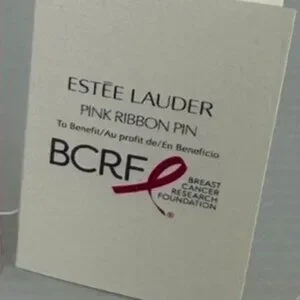 ESTĒE LAUDER
PINK RIBBON PIN
To Benefit/Au profit de/En Beneficio
BCRF
BREAST
CANCER
RESEARCH
FOUNDATION
®